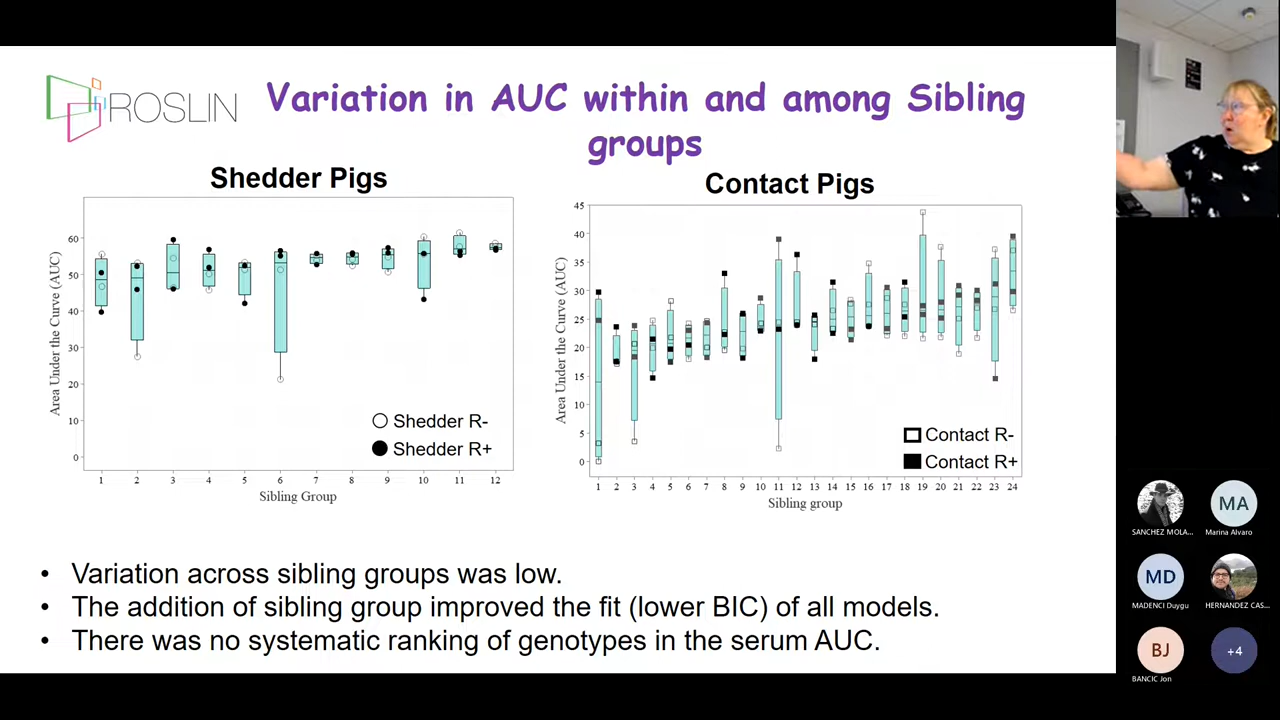 ROSLIN
Variation in AUC within and among Sibling
groups
Shedder Pigs
Area Under the Curve (AUC)
60
50
40
30
20
10
0
Shedder R-
Shedder R+
1 2 3 4 5 6 7 8 9 10 11 12
Sibling Group
Contact Pigs
Area Under the Curve (AUC)
45
40
35
30
25
20
15
10
5
0
Contact R-
Contact R+
1 2 3 4 5 6 7 8 9 10 11 12 13 14 15 16 17 18 19 20 21 22 23 24
Sibling group
• Variation across sibling groups was low.
• The addition of sibling group improved the fit (lower BIC) of all models.
• There was no systematic ranking of genotypes in the serum AUC.
SANCHEZ MOLA...
MA
Marina Alvaro
MD
MADENCI Duygu
HERNANDEZ CAS...
BJ
BANCIC Jon
+4